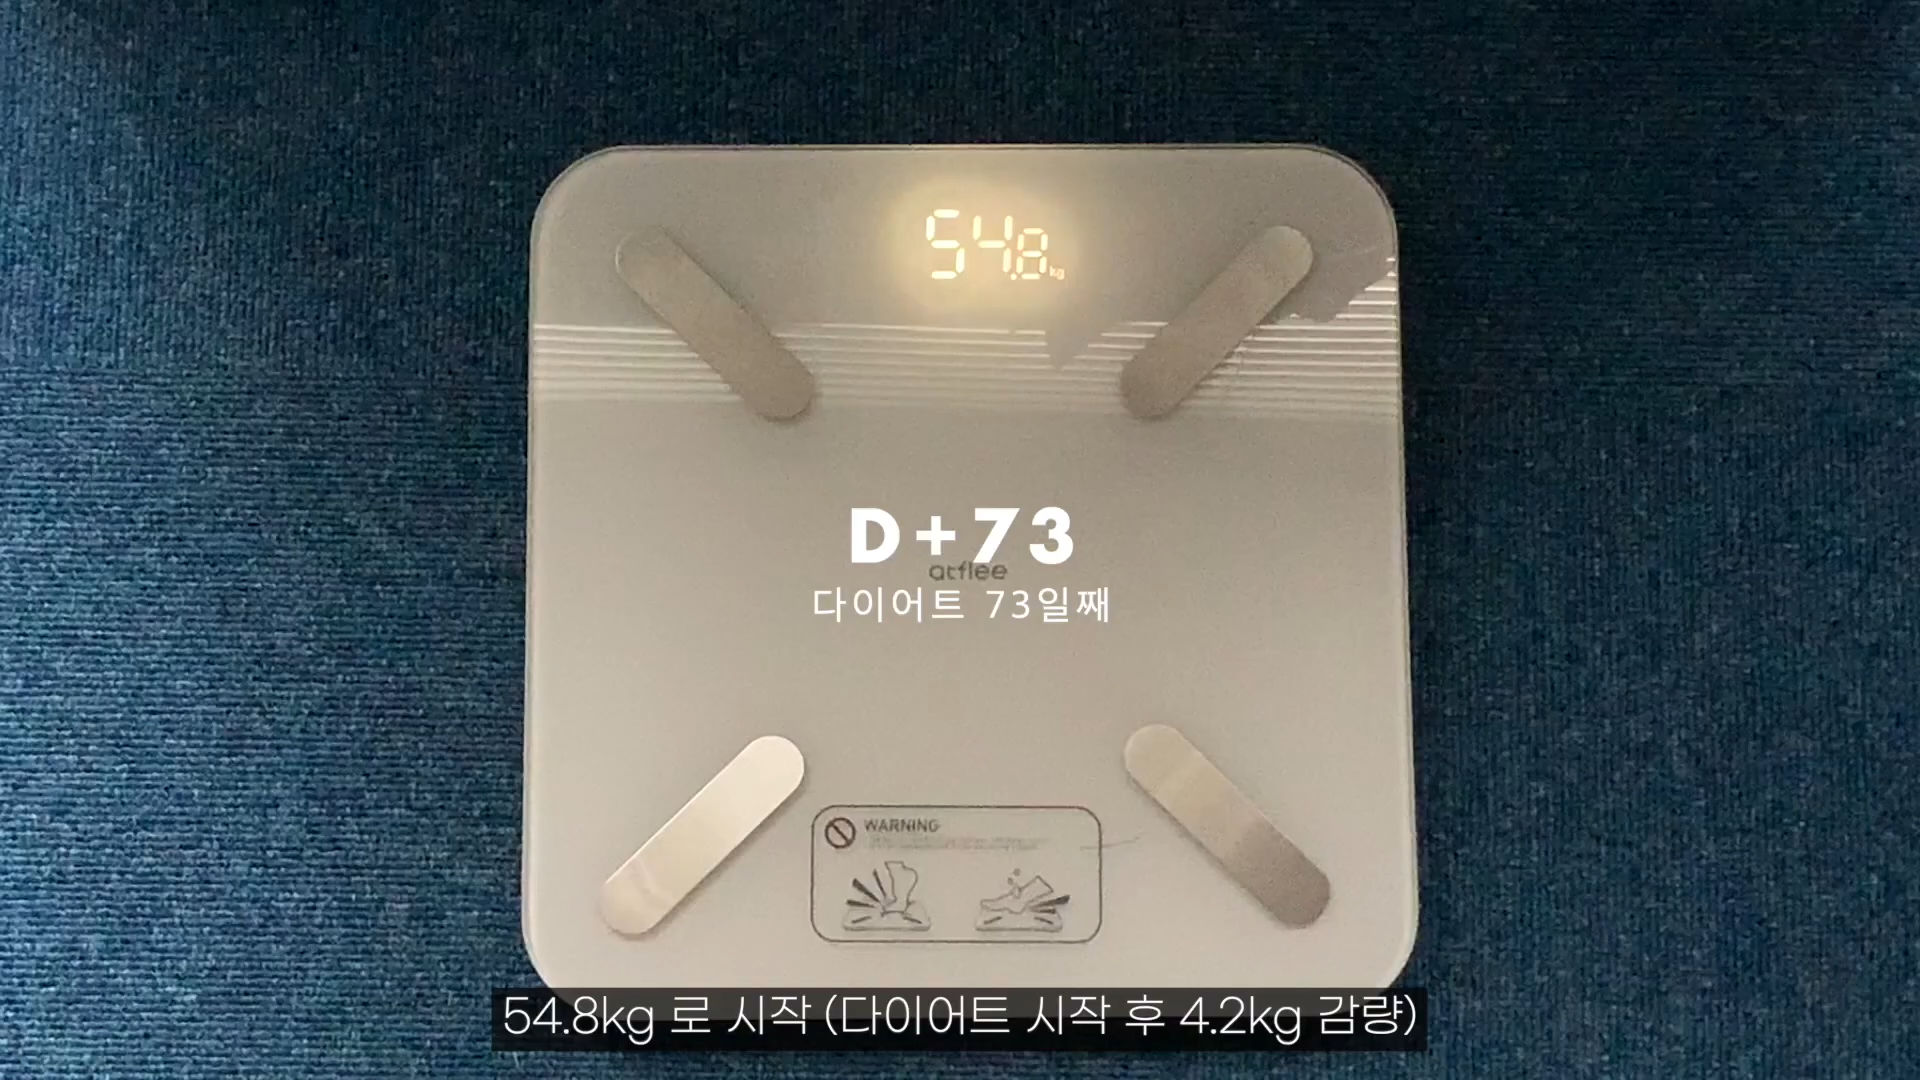 54.8kg
D+73
atflee
다이어트 73일째
WARNING
54.8kg 로 시작 (다이어트 시작 후 4.2kg 감량)